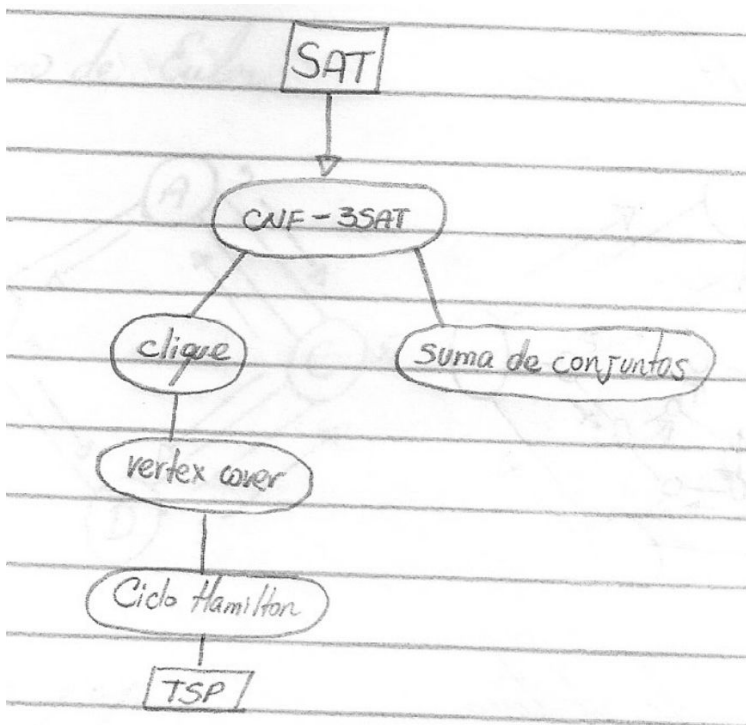 SAT
CNF-3SAT
clique
suma de conjuntos
vertex cover
Ciclo Hamilton
TSP